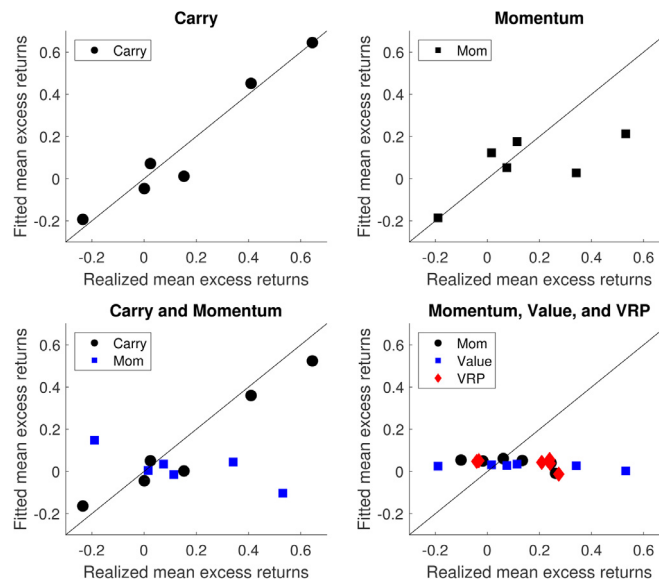 Carry
Fitted mean excess returns
0.6
0.4
0.2
0
-0.2
Carry
-0.2 0 0.2 0.4 0.6
Realized mean excess returns
Momentum
Fitted mean excess returns
0.6
0.4
0.2
0
-0.2
Mom
-0.2 0 0.2 0.4 0.6
Realized mean excess returns
Carry and Momentum
Fitted mean excess returns
0.6
0.4
0.2
0
-0.2
Carry
Mom
-0.2 0 0.2 0.4 0.6
Realized mean excess returns
Momentum, Value, and VRP
Fitted mean excess returns
0.6
0.4
0.2
0
-0.2
Mom
Value
VRP
-0.2 0 0.2 0.4 0.6
Realized mean excess returns